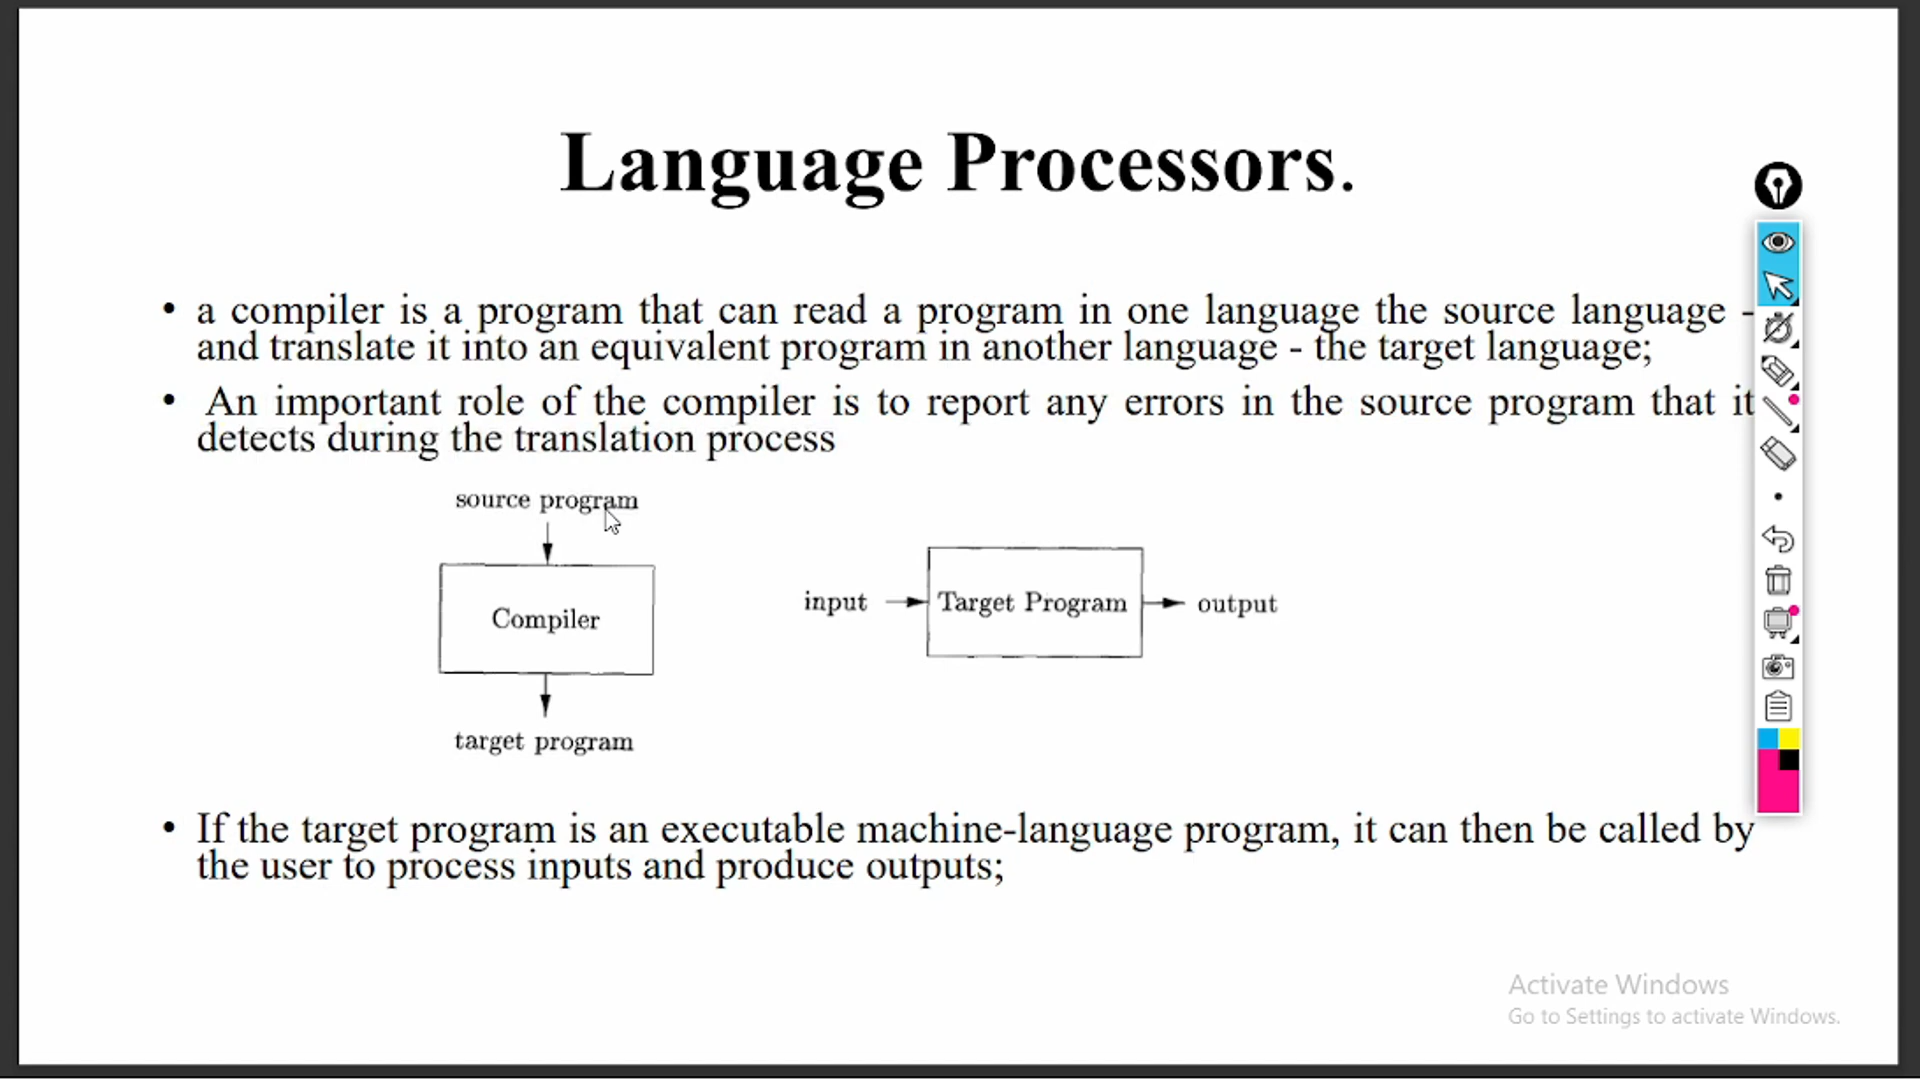 Language Processors.
• a compiler is a program that can read a program in one language the source language -
and translate it into an equivalent program in another language - the target language;
• An important role of the compiler is to report any errors in the source program that it
detects during the translation process
source program
Compiler
target program
input
Target Program
output
• If the target program is an executable machine-language program, it can then be called by
the user to process inputs and produce outputs;
Activate Windows
Go to Settings to activate Windows.